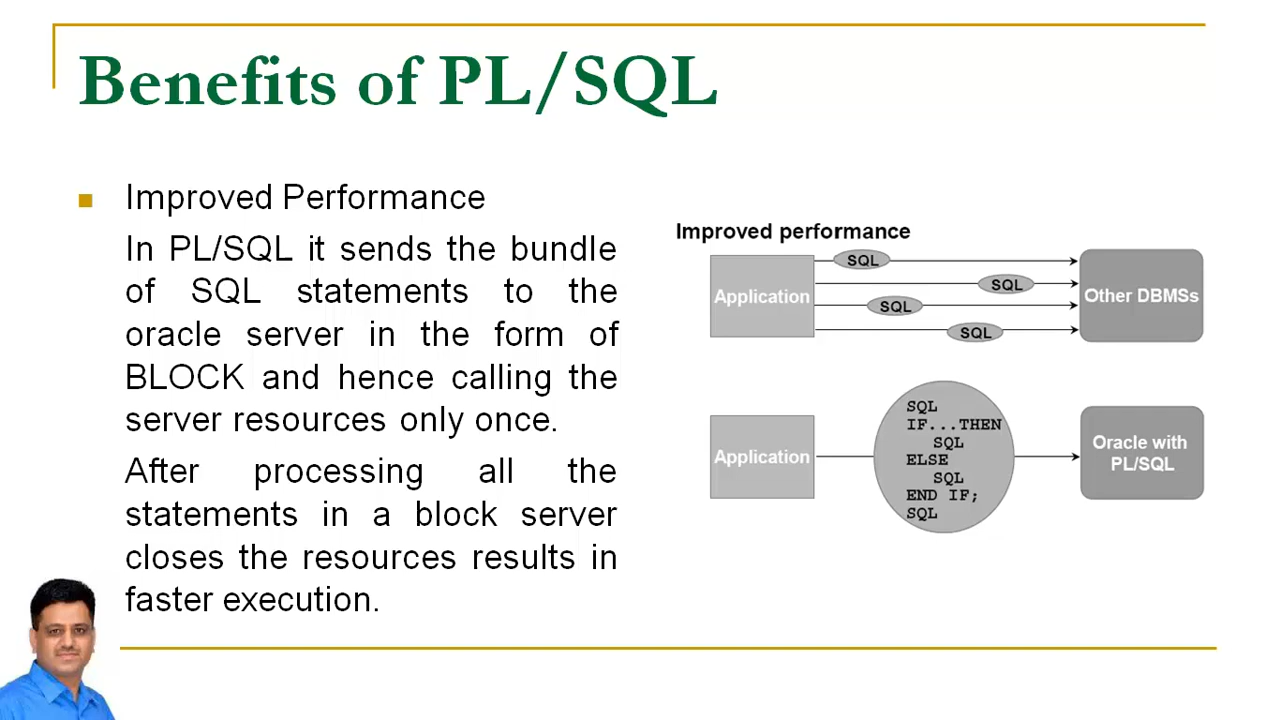 Benefits of PL/SQL
Improved Performance
In PL/SQL it sends the bundle
of SQL statements to the
oracle server in the form of
BLOCK and hence calling the
server resources only once.
After processing all the
statements in a block server
closes the resources results in
faster execution.
Improved performance
Application
SQL
SQL
SQL
SQL
Other DBMSs
Application
SQL
IF...THEN
SQL
ELSE
SQL
END IF;
SQL
Oracle with
PL/SQL